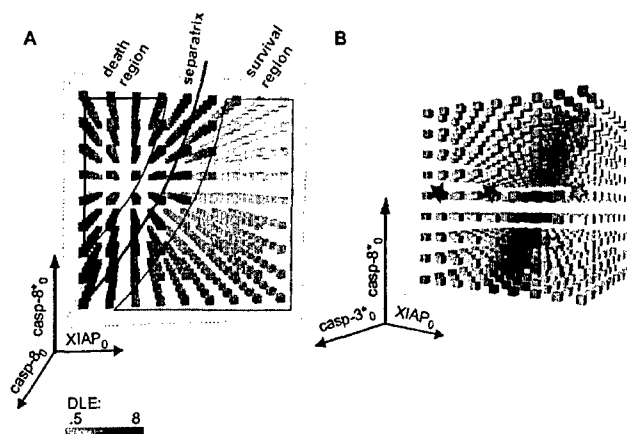 A
death region
separatrix
survival region
casp-8*0
XIAP0
casp-80
DLE:
.5 8
B
casp-8*0
casp-3*0
XIAP0